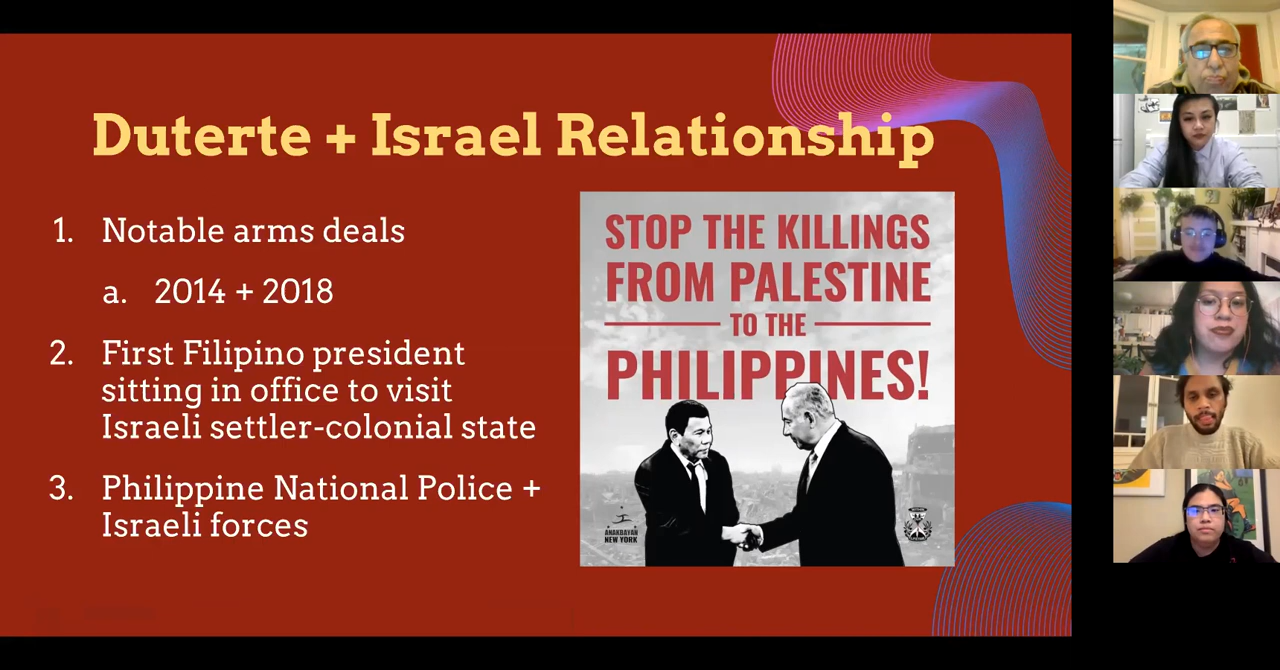 Duterte + Israel Relationship
1. Notable arms deals
a. 2014 + 2018
2. First Filipino president
sitting in office to visit
Israeli settler-colonial state
3. Philippine National Police +
Israeli forces
STOP THE KILLINGS
FROM PALESTINE
TO THE
PHILIPPINES!
ANAKBAYAN
NEW YORK